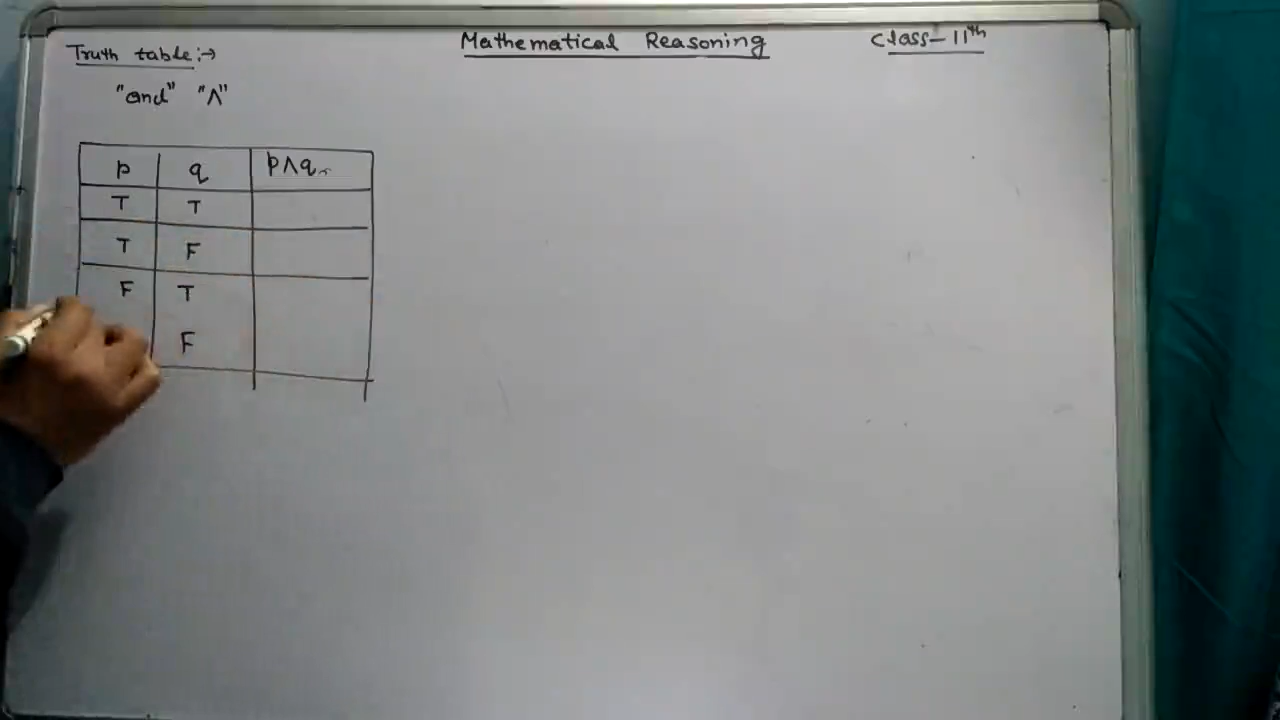 Mathematical Reasoning Class-11th
Truth table:→
"and" "∧"
p q p∧q
T T
T F
F T
F